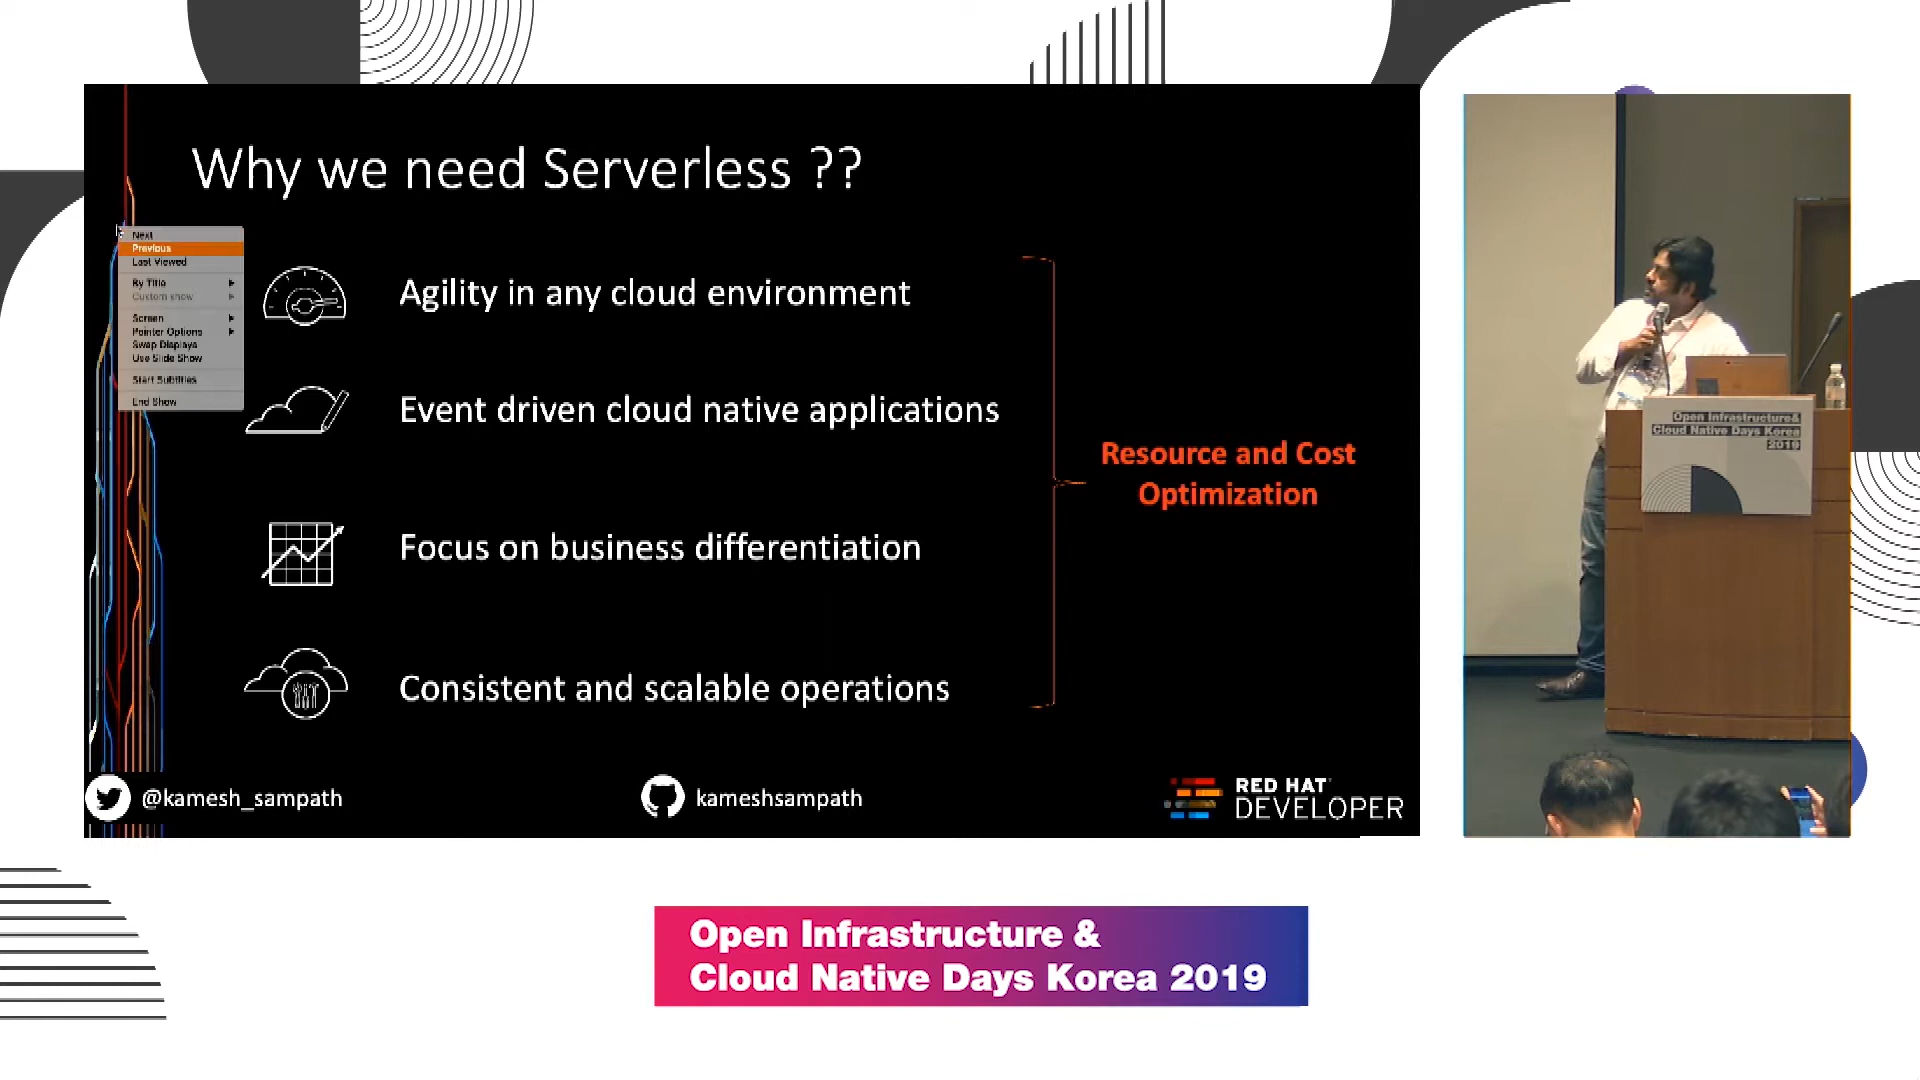 Why we need Serverless ??
Next
Previous
Last Viewed
By Title
Custom show
Screen
Pointer Options
Swap Displays
Use Slide Show
Start Subtitles
End Show
Agility in any cloud environment
Event driven cloud native applications
Focus on business differentiation
Consistent and scalable operations
Resource and Cost
Optimization
@kamesh_sampath
kameshsampath
RED HAT
DEVELOPER
Open Infrastructure&
Cloud Native Days Korea
2019
Open Infrastructure &
Cloud Native Days Korea 2019